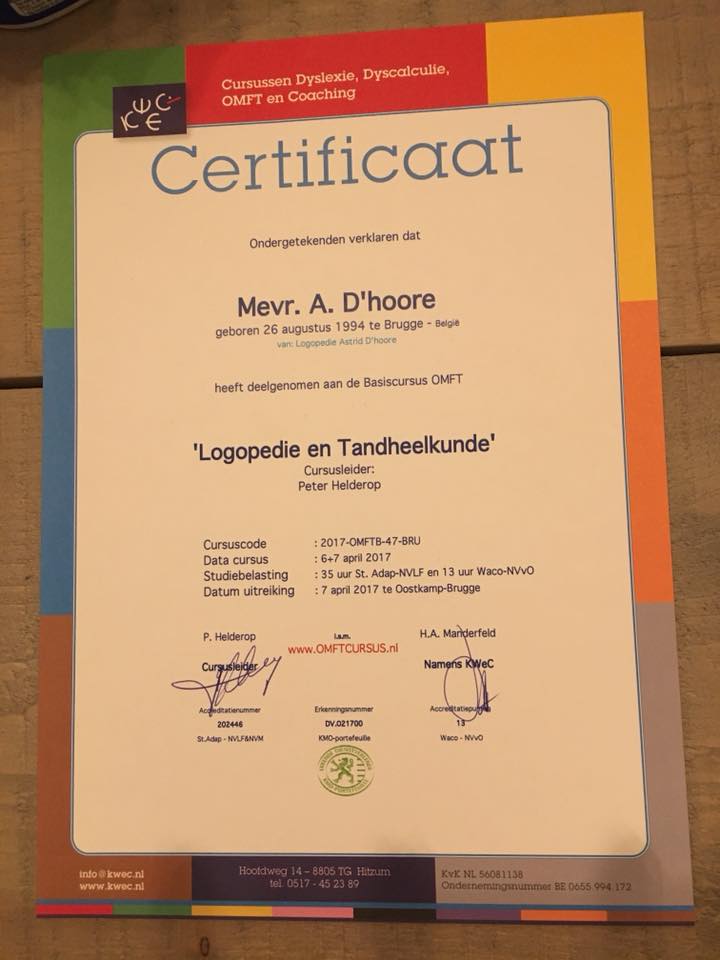 KWEC
Cursussen Dyslexie, Dyscalculie,
OMFT en Coaching
Certificaat
Ondergetekenden verklaren dat
Mevr. A. D'hoore
geboren 26 augustus 1994 te Brugge - België
van: Logopedie Astrid D'hoore
heeft deelgenomen aan de Basiscursus OMFT
'Logopedie en Tandheelkunde'
Cursusleider:
Peter Helderop
Cursuscode : 2017-OMFTB-47-BRU
Data cursus : 6+7 april 2017
Studiebelasting : 35 uur St. Adap-NVLF en 13 uur Waco-NVvO
Datum uitreiking : 7 april 2017 te Oostkamp-Brugge
P. Helderop i.s.m. H.A. Manderfeld
www.OMFTCURSUS.nl
Cursusleider Namens KWeC
Accreditatienummer Erkenningsnummer Accreditatiepunten
202446 DV.021700 13
St.Adap - NVLF&NVM KMO-portefeuille Waco - NVvO
info@kwec.nl
www.kwec.nl
Hoofdweg 14 – 8805 TG Hitzum
tel. 0517 - 45 23 89
KvK NL 56081138
Ondernemingsnummer BE 0655.994.172